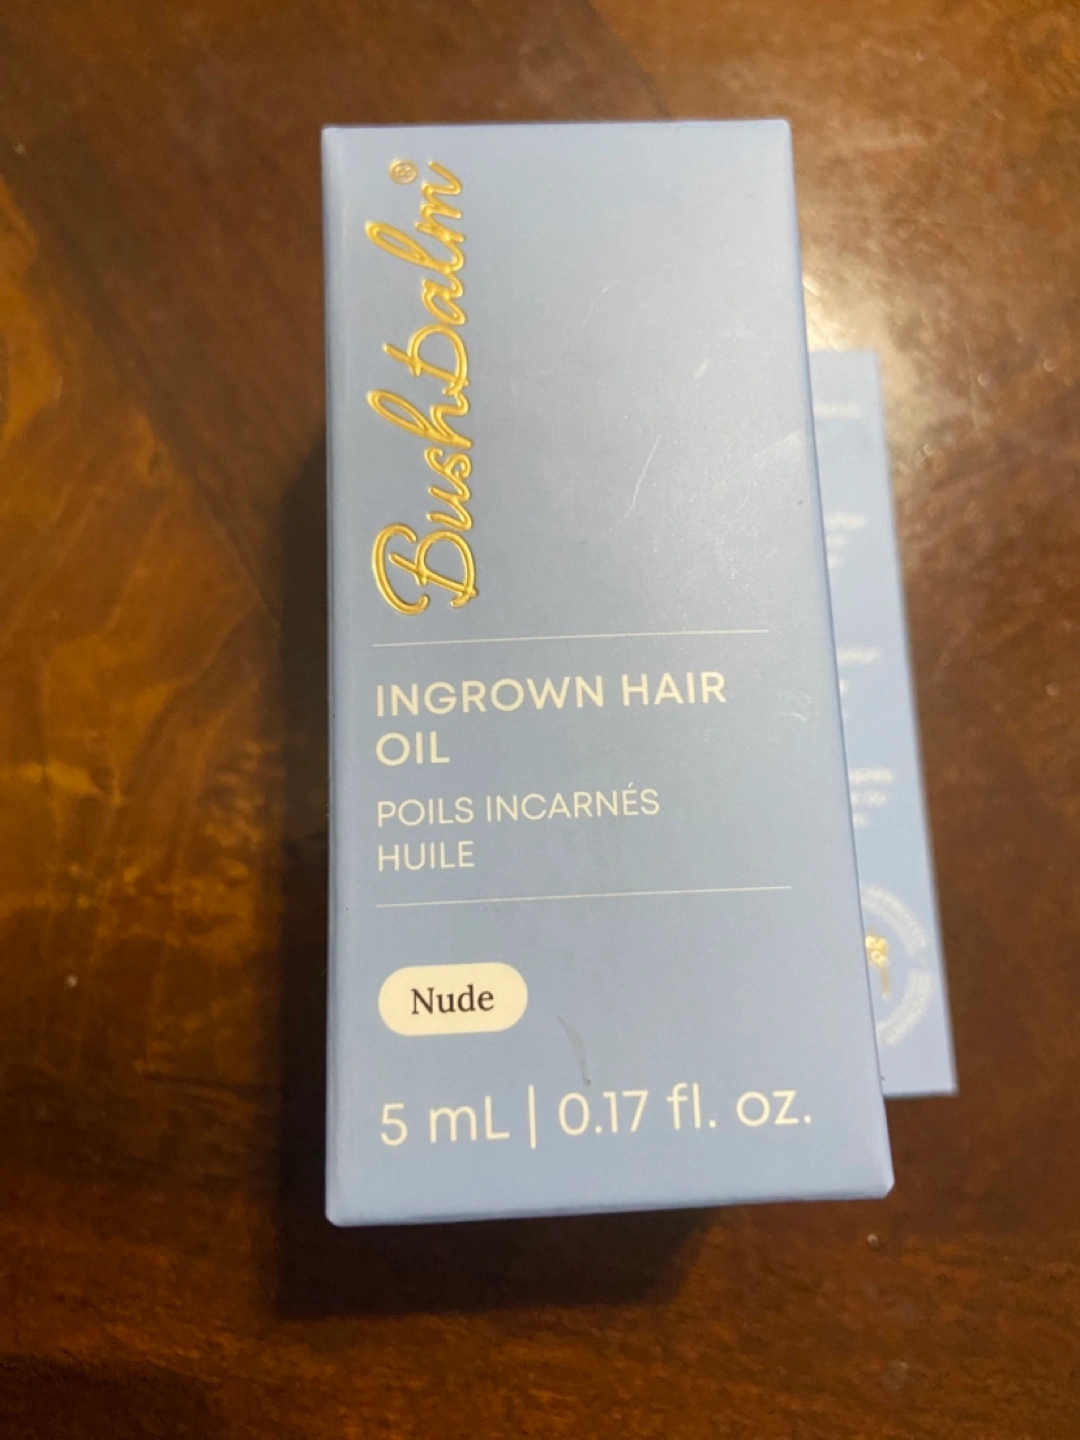 Bushbalm®
INGROWN HAIR
OIL
POILS INCARNÉS
HUILE
Nude
5 mL | 0.17 fl. oz.